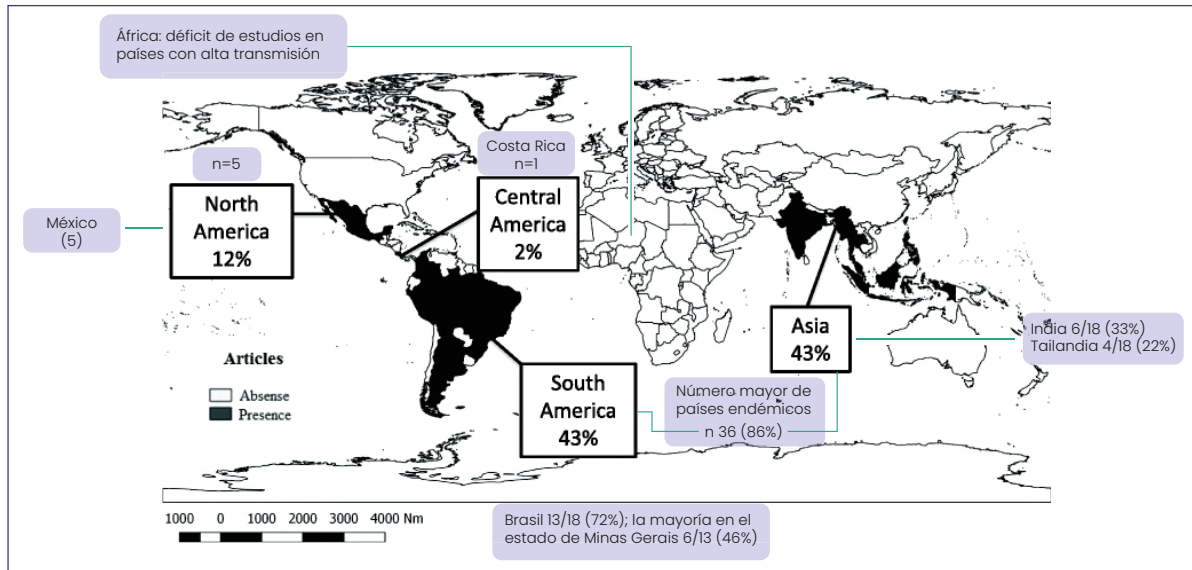 África: déficit de estudios en
países con alta transmisión
n=5
Costa Rica
n=1
North
America
12%
Central
America
2%
México
(5)
Asia
43%
India 6/18 (33%)
Tailandia 4/18 (22%)
Articles
Absense
Presence
South
America
43%
Número mayor de
países endémicos
n 36 (86%)
1000 0 1000 2000 3000 4000 Nm
Brasil 13/18 (72%); la mayoría en el
estado de Minas Gerais 6/13 (46%)